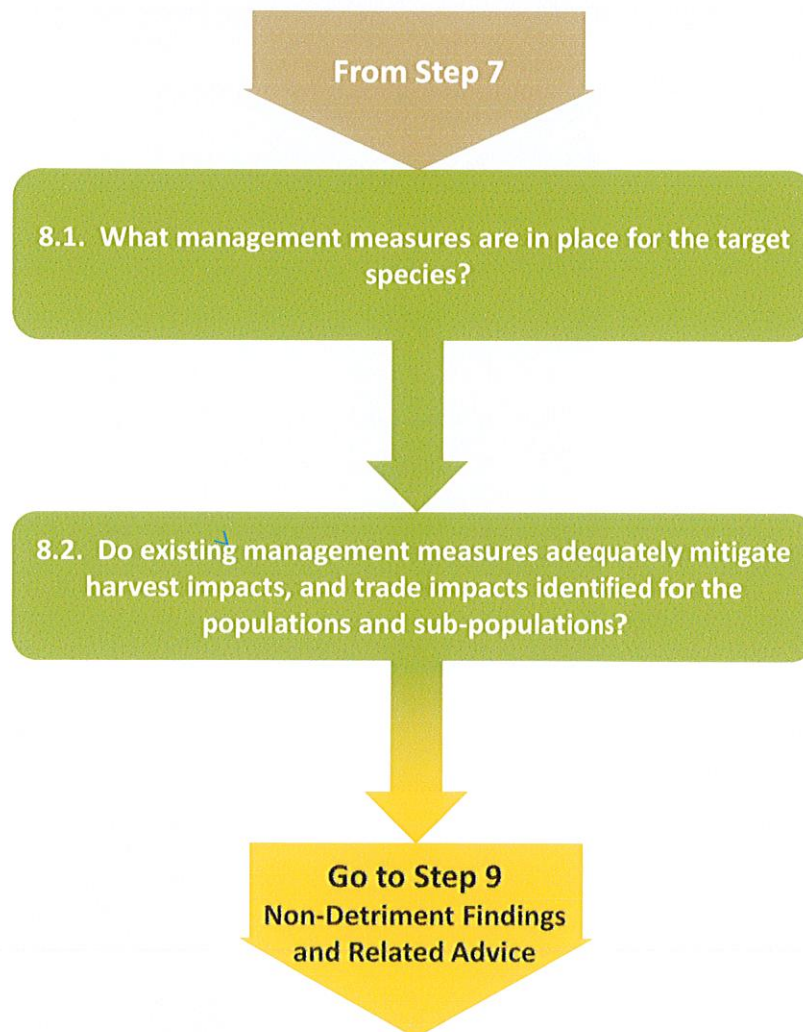 From Step 7
8.1. What management measures are in place for the target
species?
8.2. Do existing management measures adequately mitigate
harvest impacts, and trade impacts identified for the
populations and sub-populations?
Go to Step 9
Non-Detriment Findings
and Related Advice